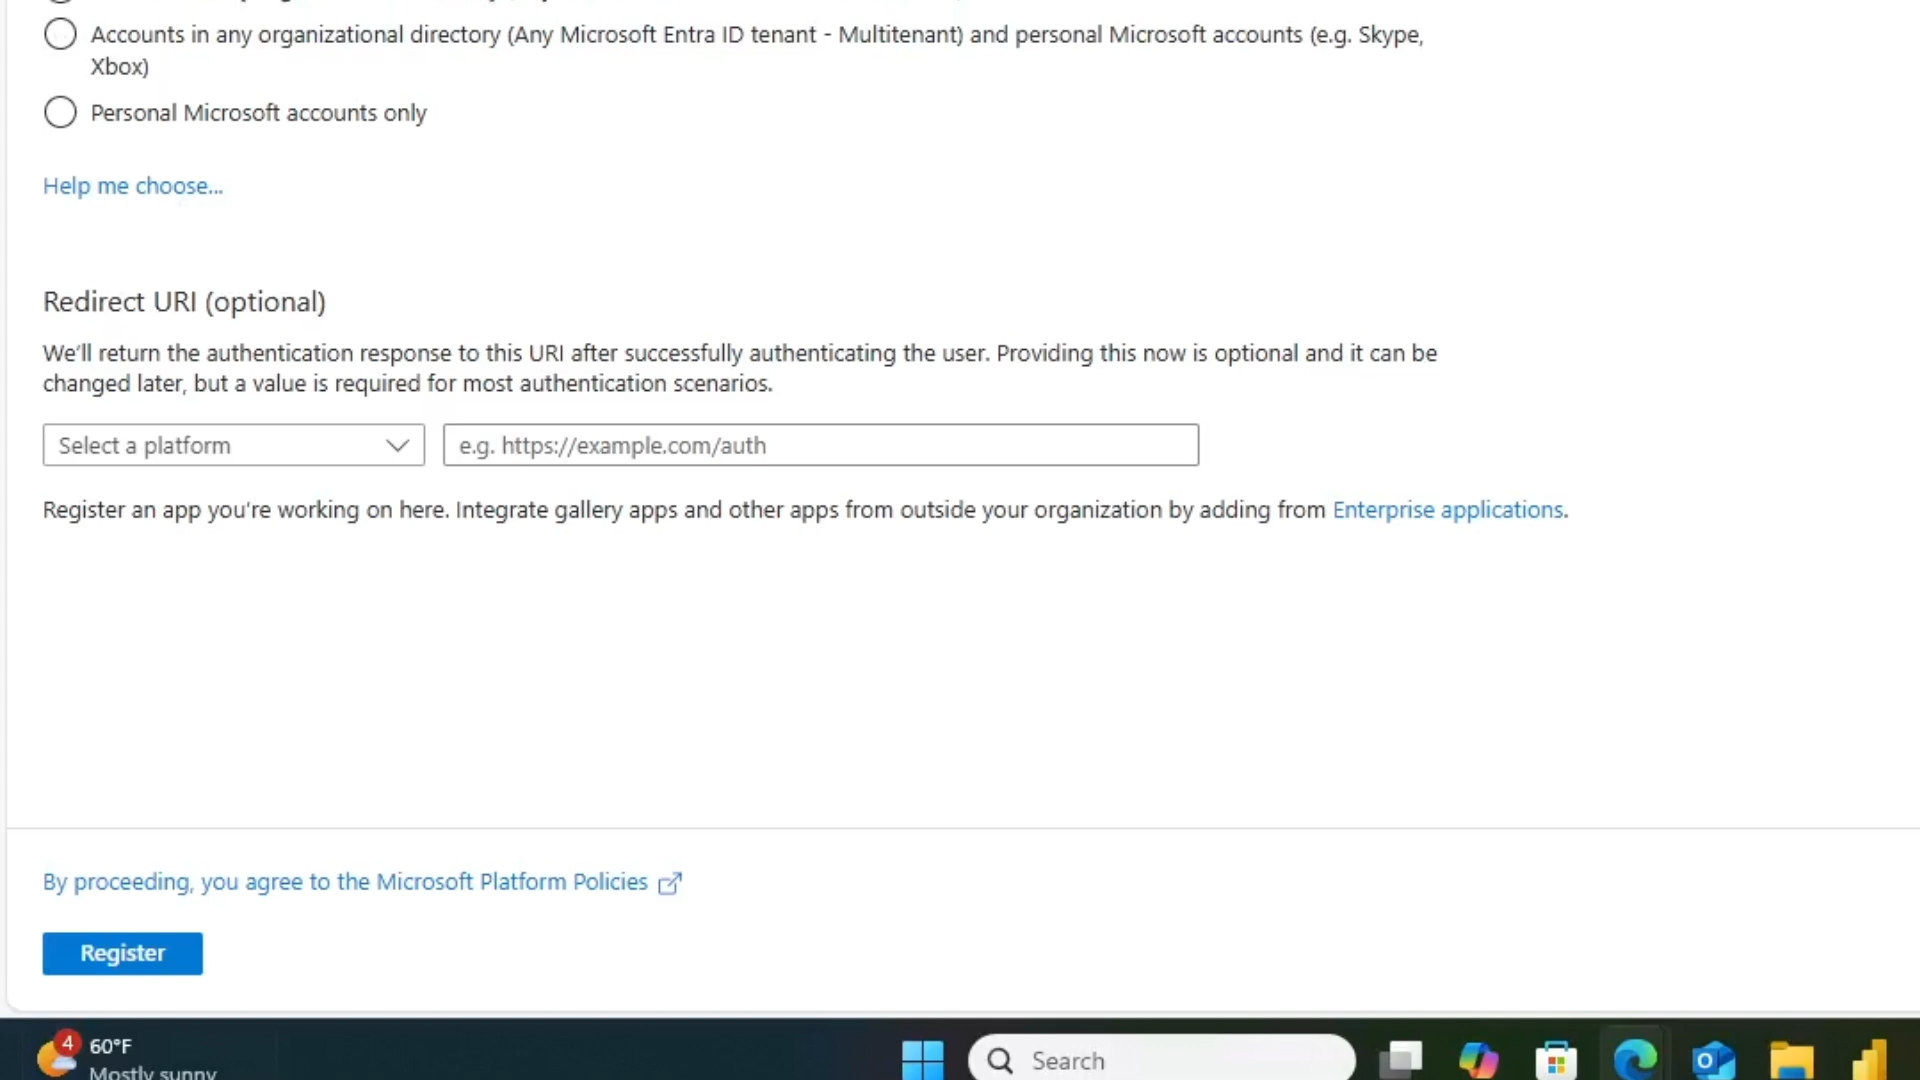 Accounts in any organizational directory (Any Microsoft Entra ID tenant - Multitenant) and personal Microsoft accounts (e.g. Skype,
Xbox)
Personal Microsoft accounts only
Help me choose...
Redirect URI (optional)
We'll return the authentication response to this URI after successfully authenticating the user. Providing this now is optional and it can be
changed later, but a value is required for most authentication scenarios.
Select a platform
e.g. https://example.com/auth
Register an app you're working on here. Integrate gallery apps and other apps from outside your organization by adding from Enterprise applications.
By proceeding, you agree to the Microsoft Platform Policies
Register
4
60°F
Mostly sunny
Search